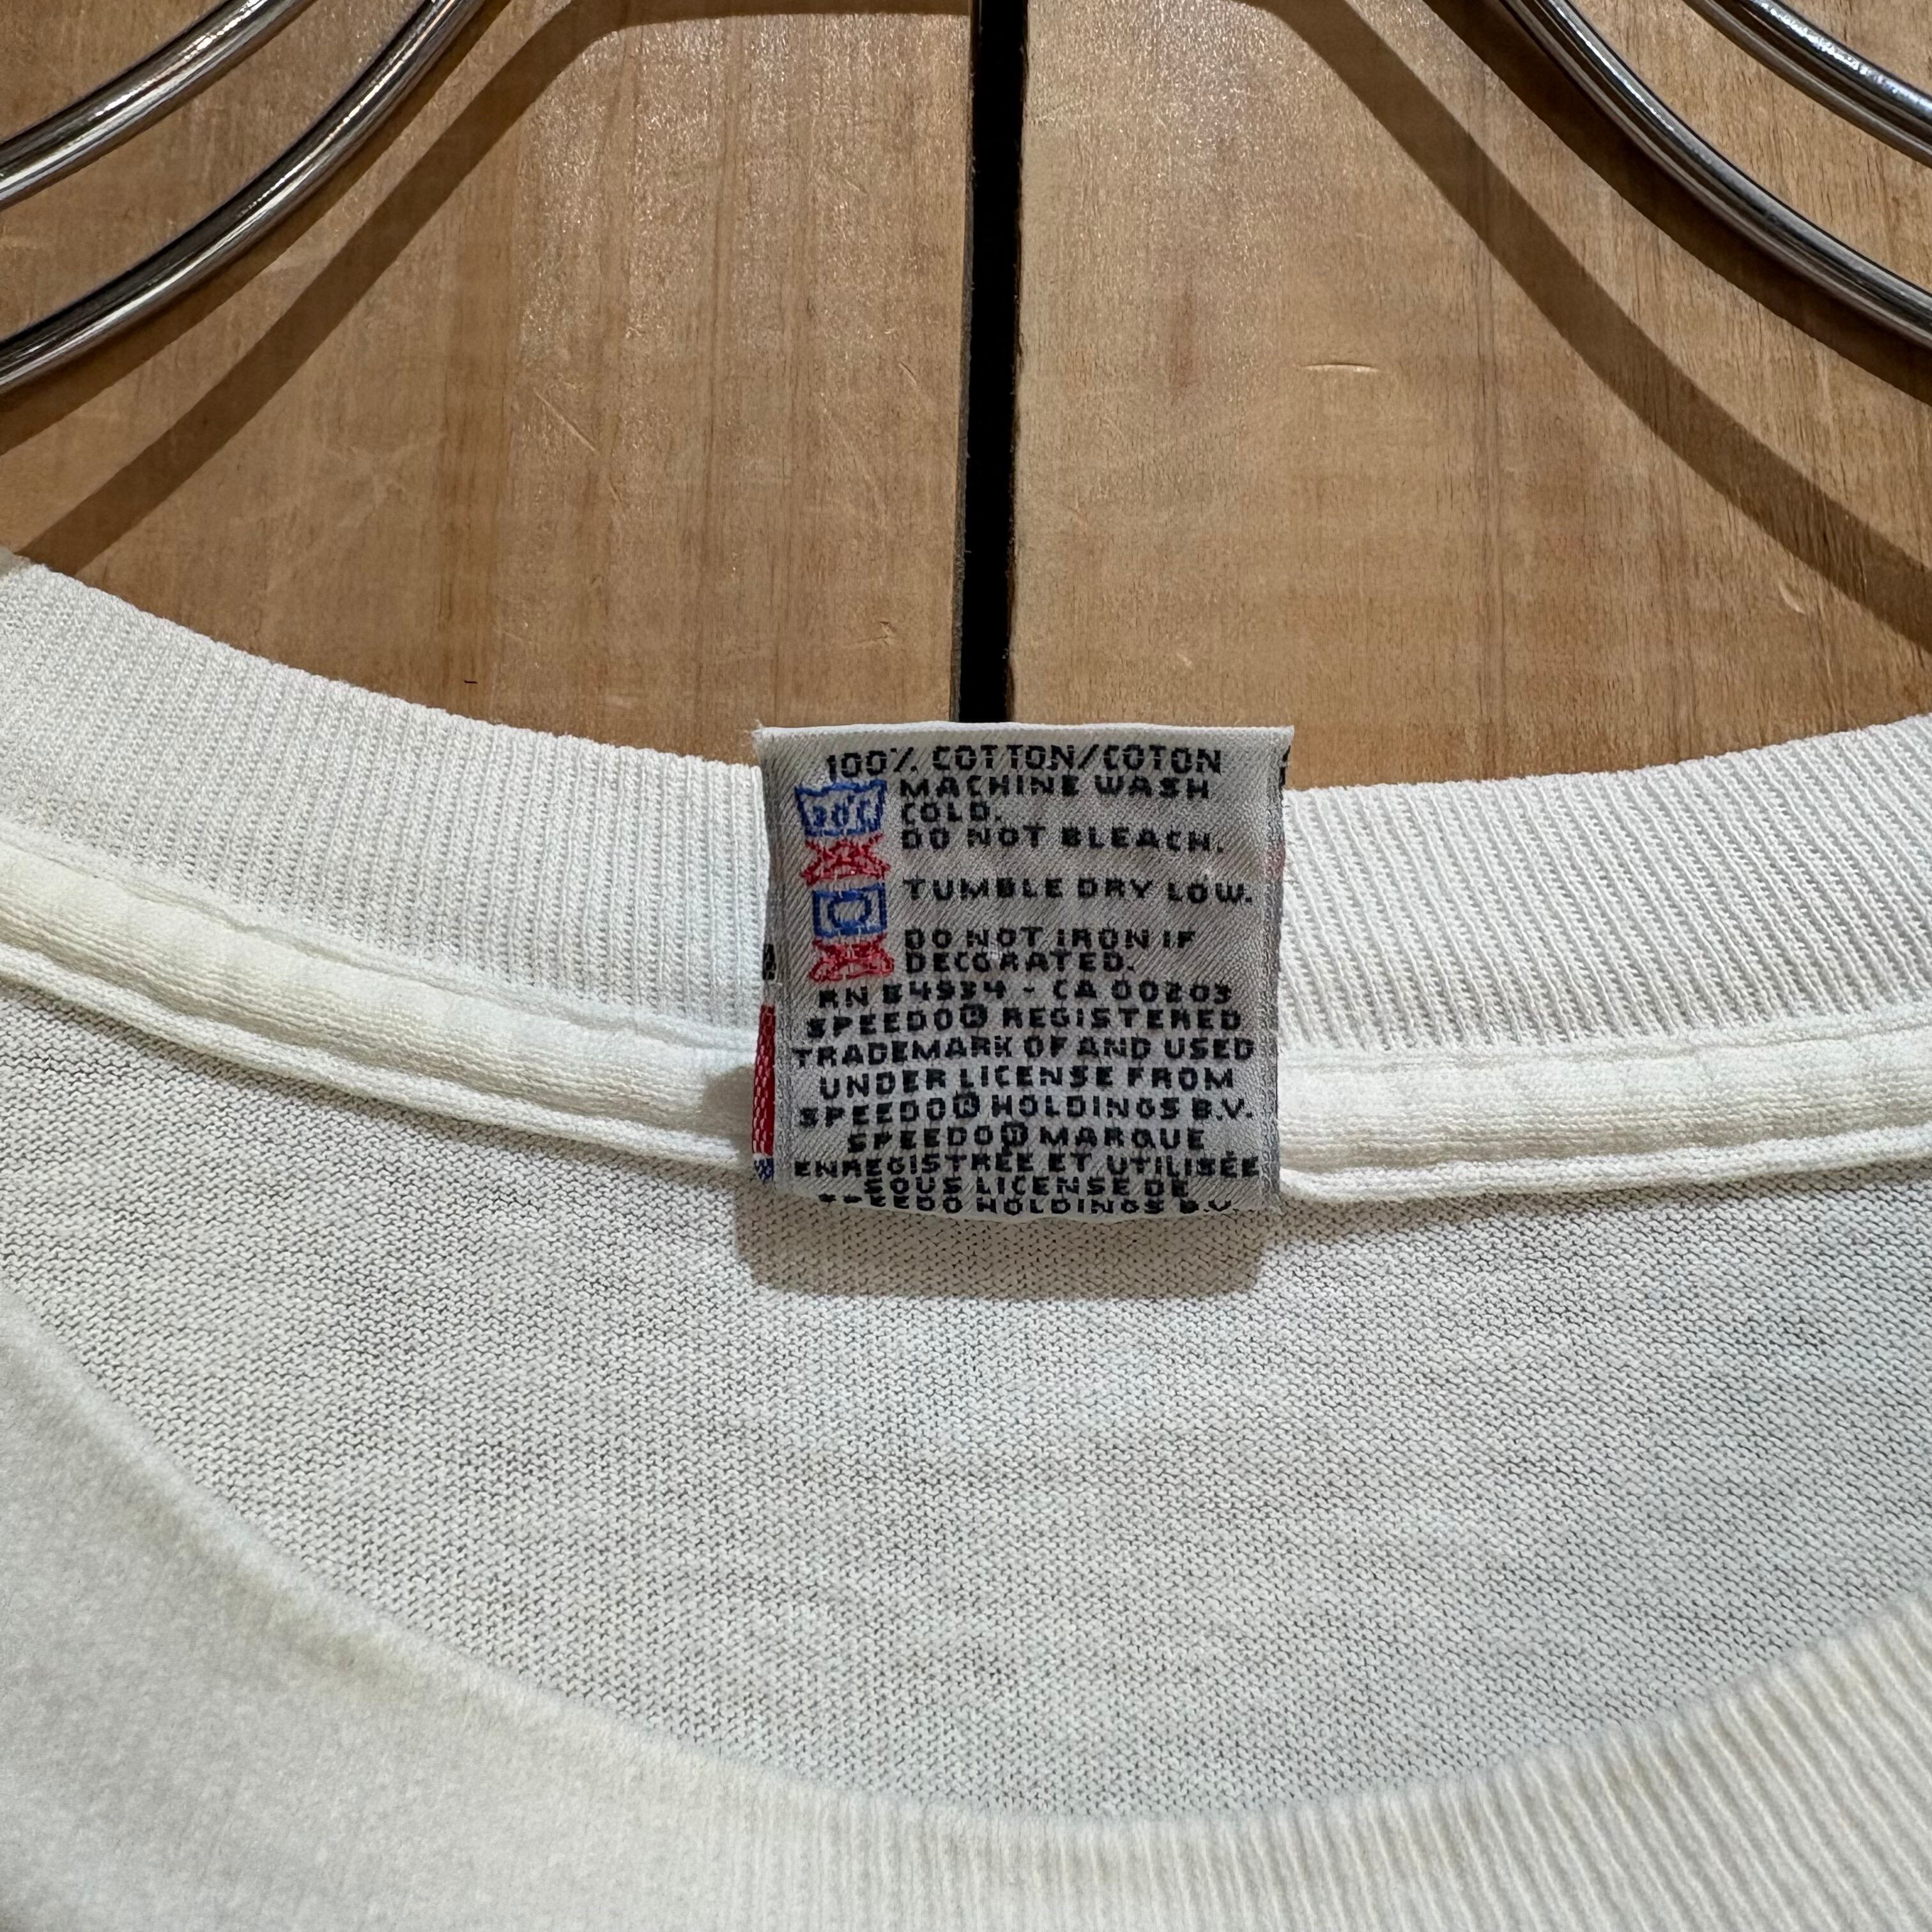 100% COTTON/COTON
30°C MACHINE WASH
COLD.
DO NOT BLEACH.
TUMBLE DRY LOW.
DO NOT IRON IF
DECORATED.
RN 84934 - CA 00203
SPEEDO® REGISTERED
TRADEMARK OF AND USED
UNDER LICENSE FROM
SPEEDO® HOLDINGS B.V.
SPEEDO® MARQUE
ENREGISTRÉE ET UTILISÉE
SOUS LICENSE DE
HOLDINGS B.V.